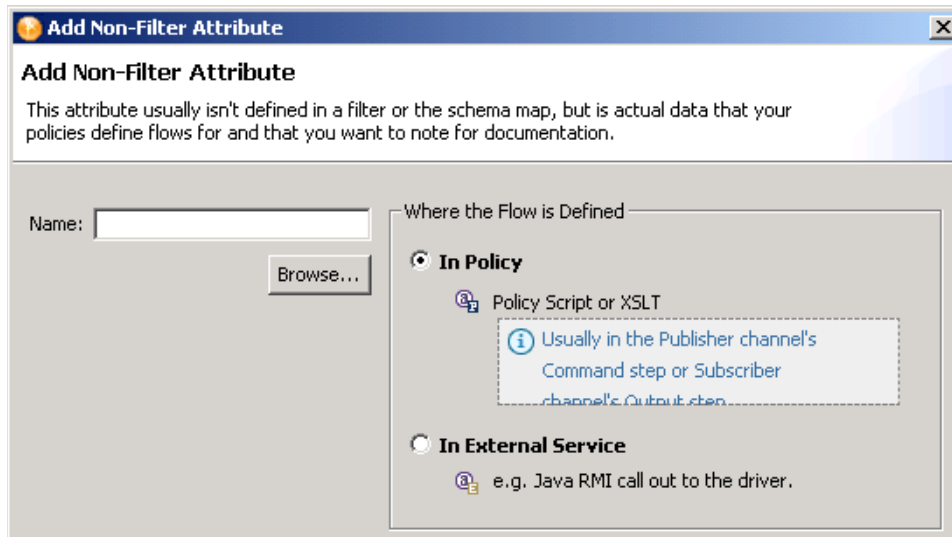 Add Non-Filter Attribute
Add Non-Filter Attribute
This attribute usually isn't defined in a filter or the schema map, but is actual data that your
policies define flows for and that you want to note for documentation.
Name:
Browse...
Where the Flow is Defined
In Policy
Policy Script or XSLT
Usually in the Publisher channel's
Command step or Subscriber
channel's Output step
In External Service
e.g. Java RMI call out to the driver.